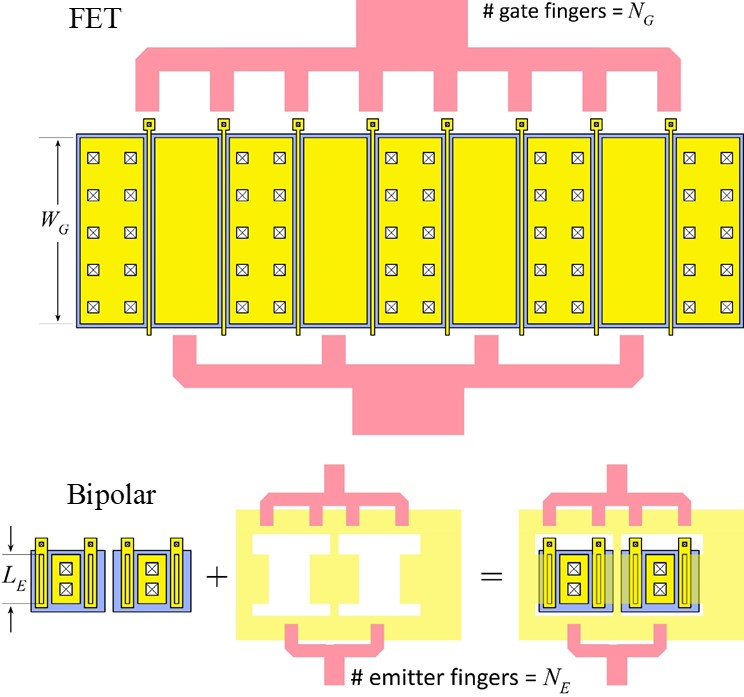 FET
# gate fingers = N_G
W_G
Bipolar
L_E
+
=
# emitter fingers = N_E